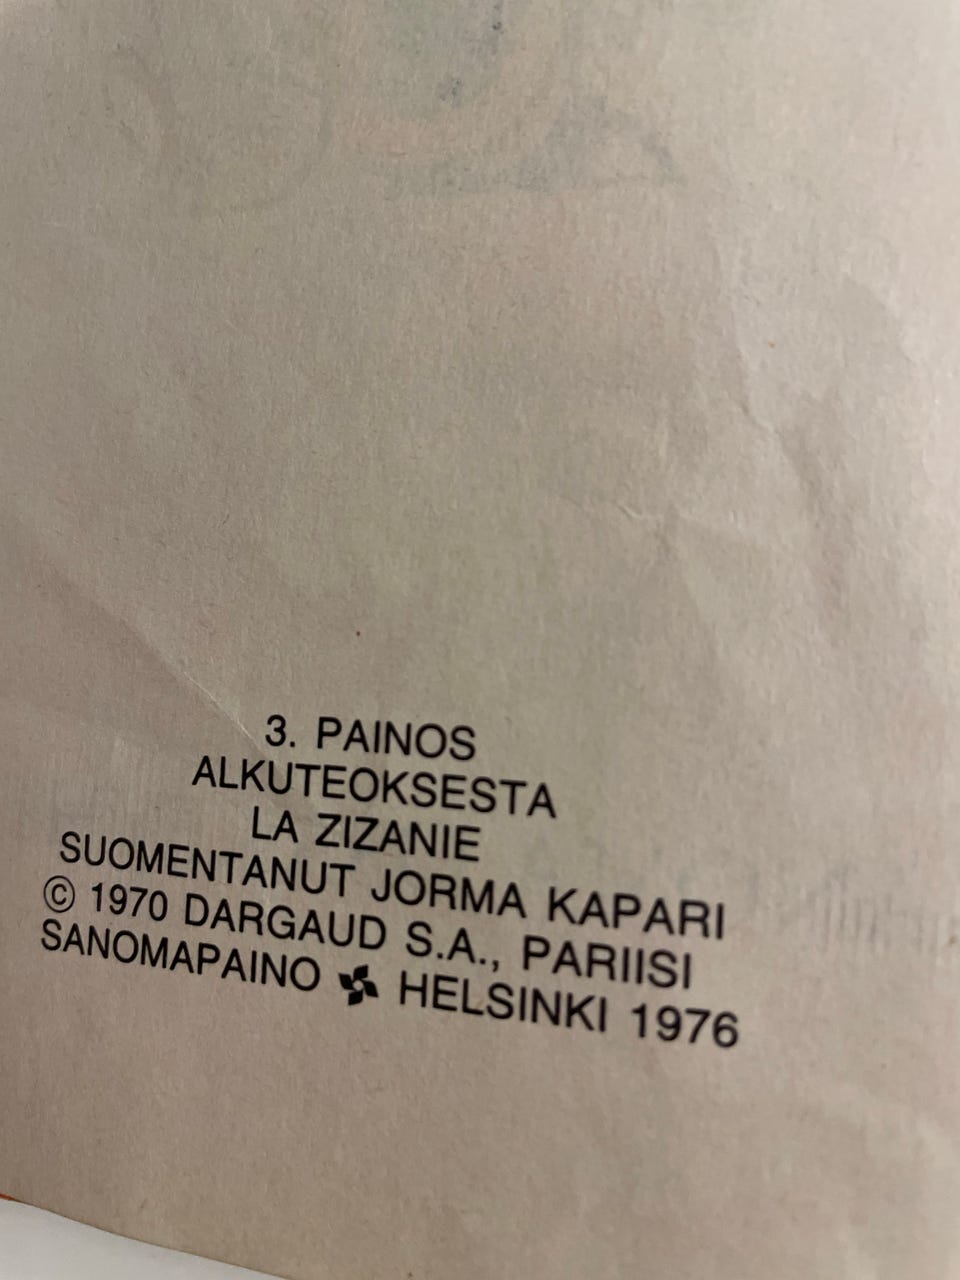 3. PAINOS
ALKUTEOKSESTA
LA ZIZANIE
SUOMENTANUT JORMA KAPARI
© 1970 DARGAUD S.A., PARIISI
SANOMAPAINO HELSINKI 1976